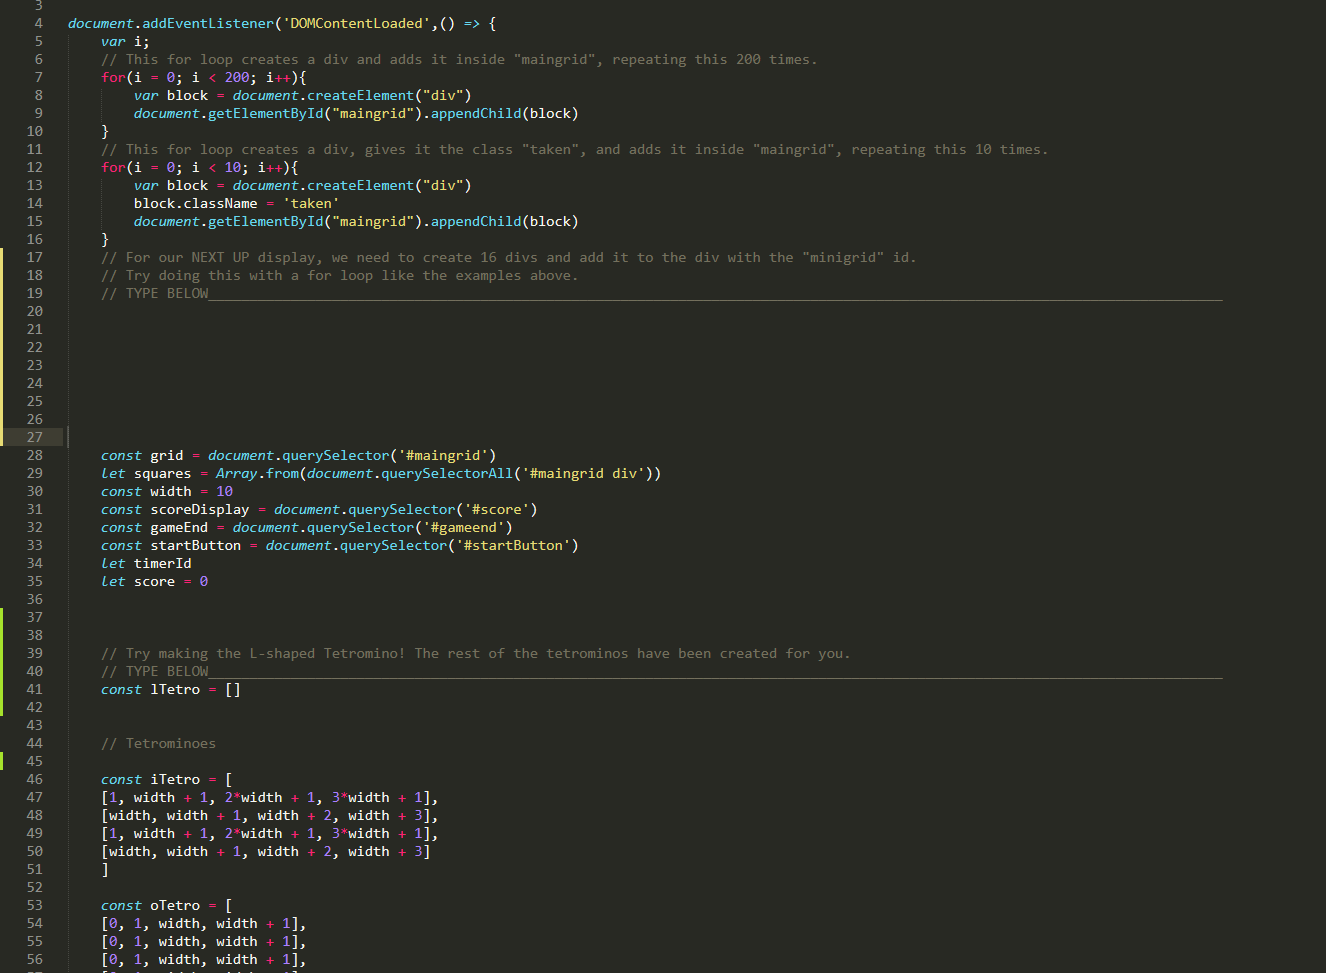 3
4 document.addEventListener('DOMContentLoaded',() => {
5 var i;
6 // This for loop creates a div and adds it inside "maingrid", repeating this 200 times.
7 for(i = 0; i < 200; i++){
8 var block = document.createElement("div")
9 document.getElementById("maingrid").appendChild(block)
10 }
11 // This for loop creates a div, gives it the class "taken", and adds it inside "maingrid", repeating this 10 times.
12 for(i = 0; i < 10; i++){
13 var block = document.createElement("div")
14 block.className = 'taken'
15 document.getElementById("maingrid").appendChild(block)
16 }
17 // For our NEXT UP display, we need to create 16 divs and add it to the div with the "minigrid" id.
18 // Try doing this with a for loop like the examples above.
19 // TYPE BELOW___________________________________________________________________________________________________________________________
20
21
22
23
24
25
26
27
28 const grid = document.querySelector('#maingrid')
29 let squares = Array.from(document.querySelectorAll('#maingrid div'))
30 const width = 10
31 const scoreDisplay = document.querySelector('#score')
32 const gameEnd = document.querySelector('#gameend')
33 const startButton = document.querySelector('#startButton')
34 let timerId
35 let score = 0
36
37
38
39 // Try making the L-shaped Tetromino! The rest of the tetrominos have been created for you.
40 // TYPE BELOW___________________________________________________________________________________________________________________________
41 const lTetro = []
42
43
44 // Tetrominoes
45
46 const iTetro = [
47 [1, width + 1, 2*width + 1, 3*width + 1],
48 [width, width + 1, width + 2, width + 3],
49 [1, width + 1, 2*width + 1, 3*width + 1],
50 [width, width + 1, width + 2, width + 3]
51 ]
52
53 const oTetro = [
54 [0, 1, width, width + 1],
55 [0, 1, width, width + 1],
56 [0, 1, width, width + 1],